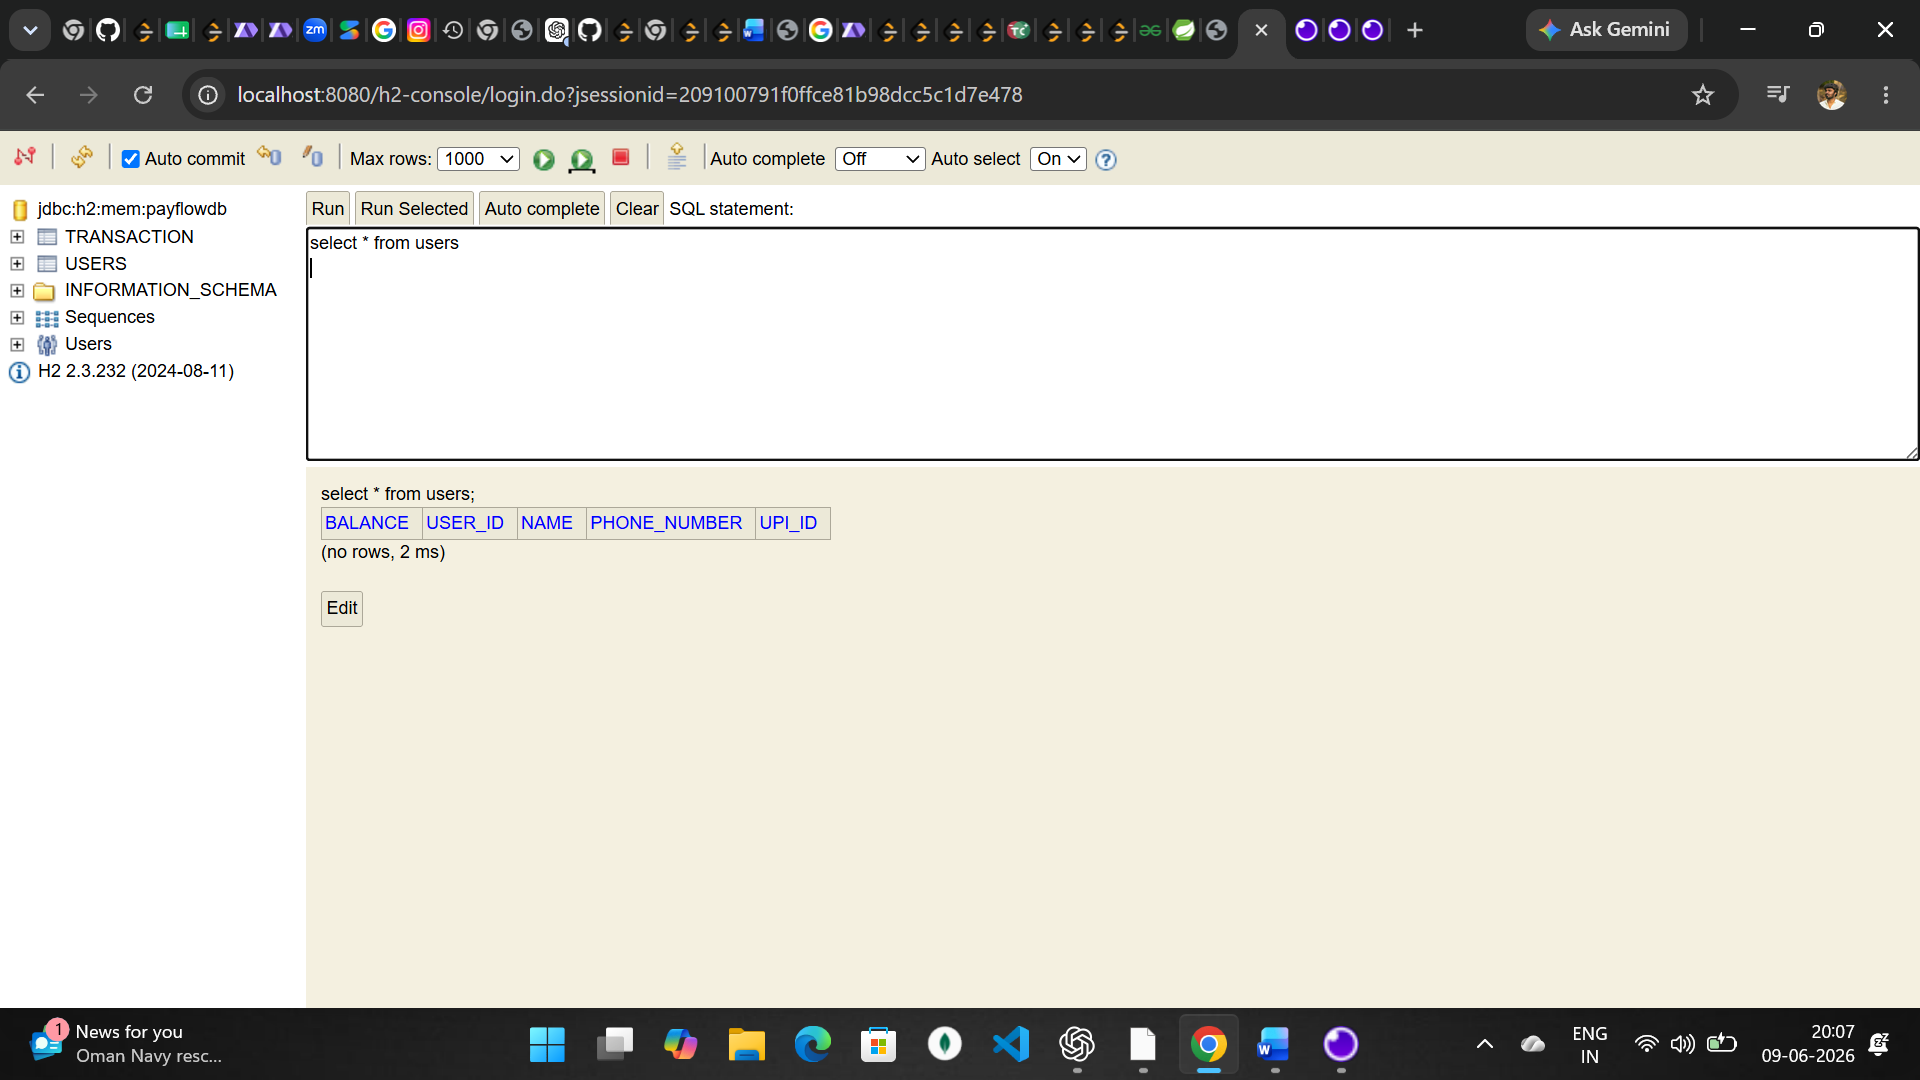 zm
TC
Ask Gemini
localhost:8080/h2-console/login.do?jsessionid=209100791f0ffce81b98dcc5c1d7e478
Auto commit
Max rows: 1000
Auto complete Off
Auto select On
?
jdbc:h2:mem:payflowdb
TRANSACTION
USERS
INFORMATION_SCHEMA
Sequences
Users
H2 2.3.232 (2024-08-11)
Run Run Selected Auto complete Clear SQL statement:
select * from users
select * from users;
BALANCE USER_ID NAME PHONE_NUMBER UPI_ID
(no rows, 2 ms)
Edit
1
News for you
Oman Navy resc...
W
ENG
IN
20:07
09-06-2026